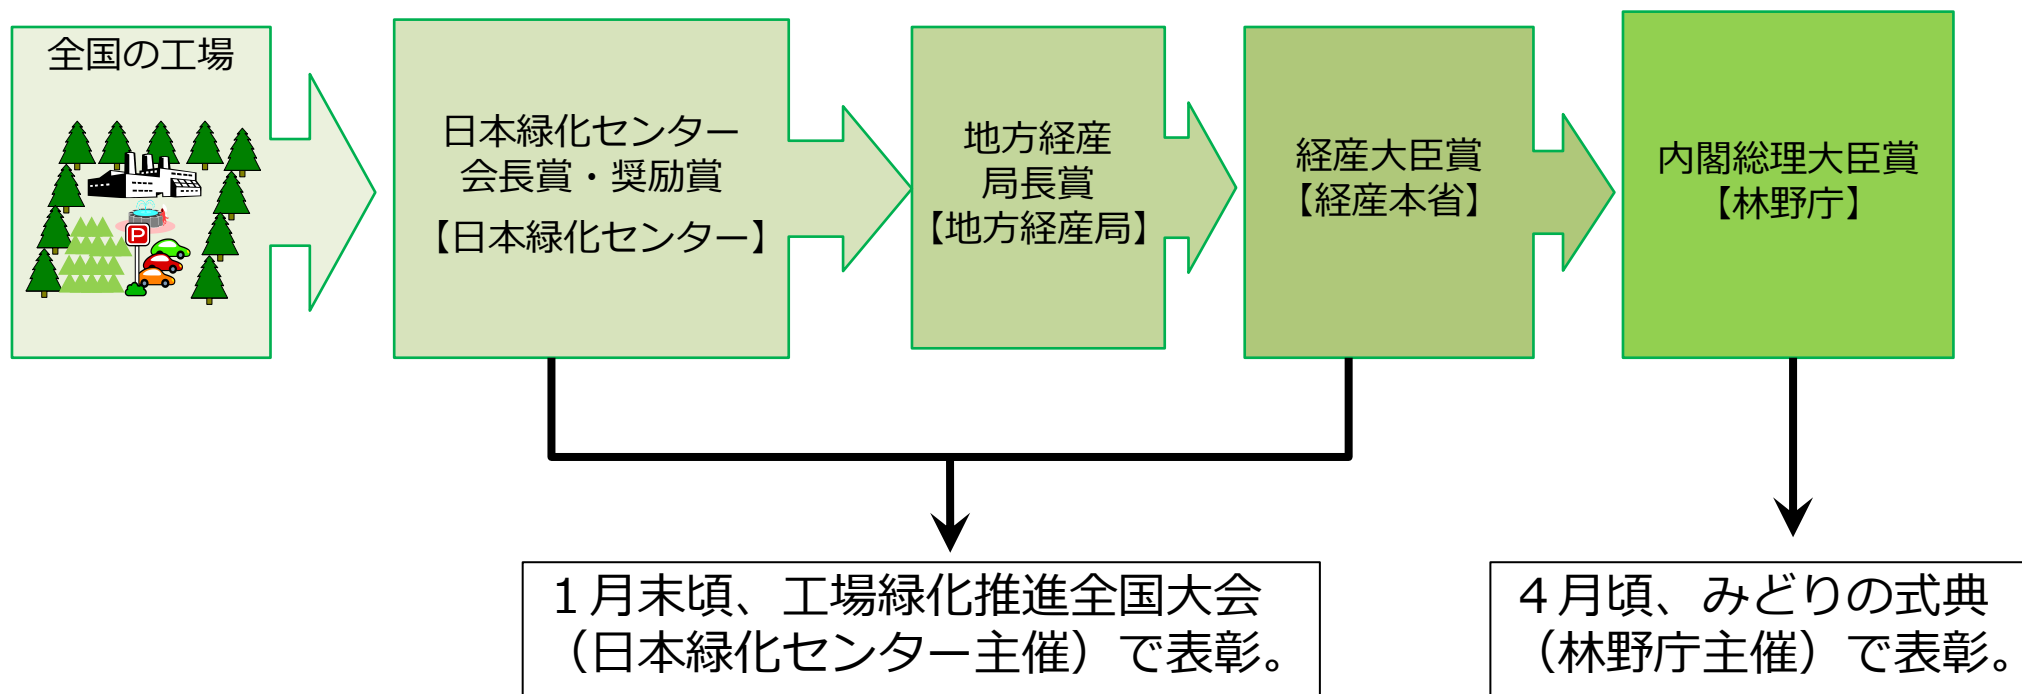 全国の工場
P
日本緑化センター
会長賞・奨励賞
【日本緑化センター】
地方経産
局長賞
【地方経産局】
経産大臣賞
【経産本省】
内閣総理大臣賞
【林野庁】
１月末頃、工場緑化推進全国大会
（日本緑化センター主催）で表彰。
４月頃、みどりの式典
（林野庁主催）で表彰。